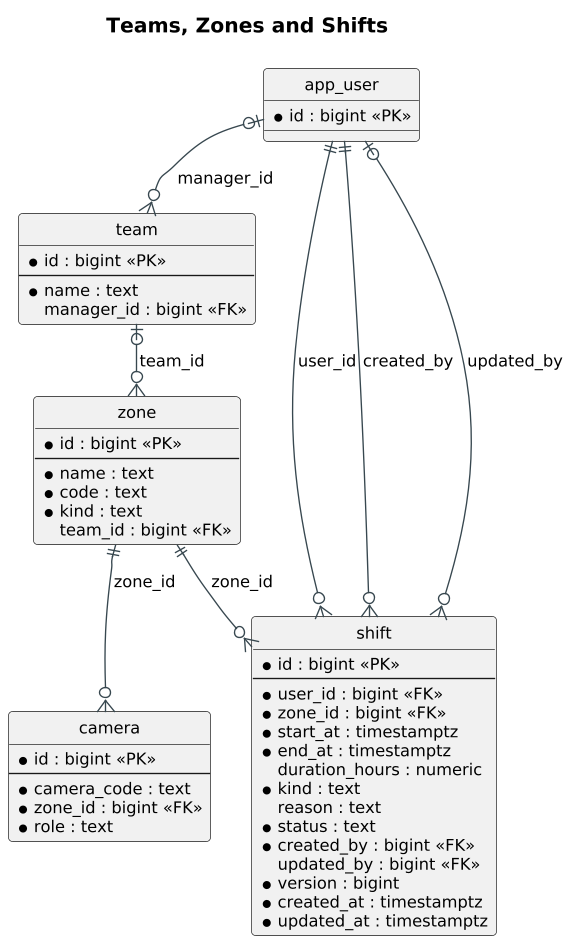 Teams, Zones and Shifts
app_user
id : bigint «PK»
manager_id
team
id : bigint «PK»
name : text
manager_id : bigint «FK»
team_id
user_id
created_by
updated_by
zone
id : bigint «PK»
name : text
code : text
kind : text
team_id : bigint «FK»
zone_id
zone_id
shift
id : bigint «PK»
user_id : bigint «FK»
zone_id : bigint «FK»
start_at : timestamptz
end_at : timestamptz
duration_hours : numeric
kind : text
reason : text
status : text
created_by : bigint «FK»
updated_by : bigint «FK»
version : bigint
created_at : timestamptz
updated_at : timestamptz
camera
id : bigint «PK»
camera_code : text
zone_id : bigint «FK»
role : text